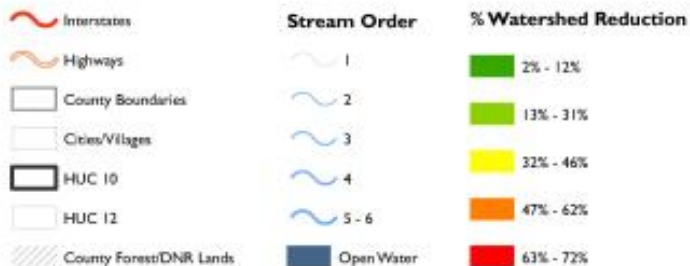 Interstates
Highways
County Boundaries
Cities/Villages
HUC 10
HUC 12
County Forest/DNR Lands
Stream Order
1
2
3
4
5 - 6
Open Water
% Watershed Reduction
2% - 12%
13% - 31%
32% - 46%
47% - 62%
63% - 72%